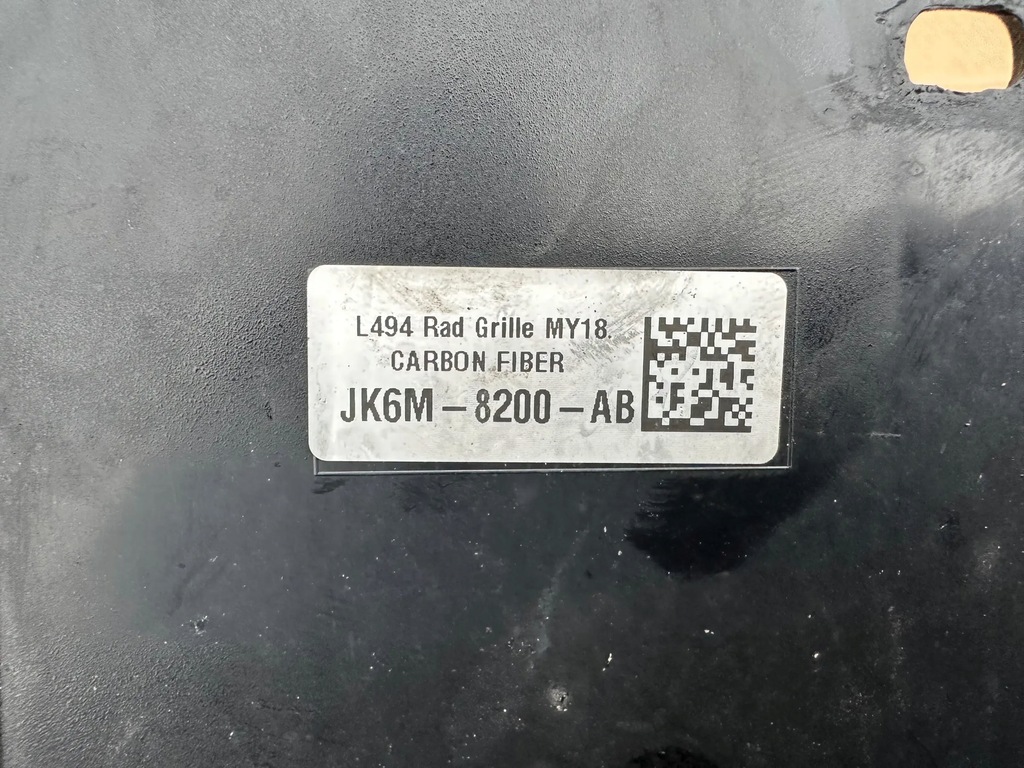 L494 Rad Grille MY18.
CARBON FIBER
JK6M-8200-AB